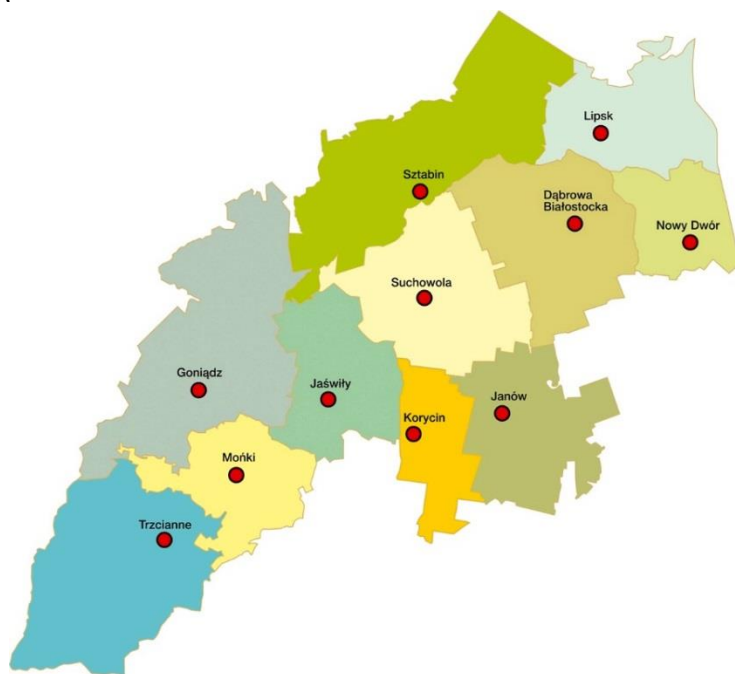 Lipsk
Sztabin
Dąbrowa
Białostocka
Nowy Dwór
Suchowola
Goniądz
Jaświły
Janów
Korycin
Mońki
Trzcianne